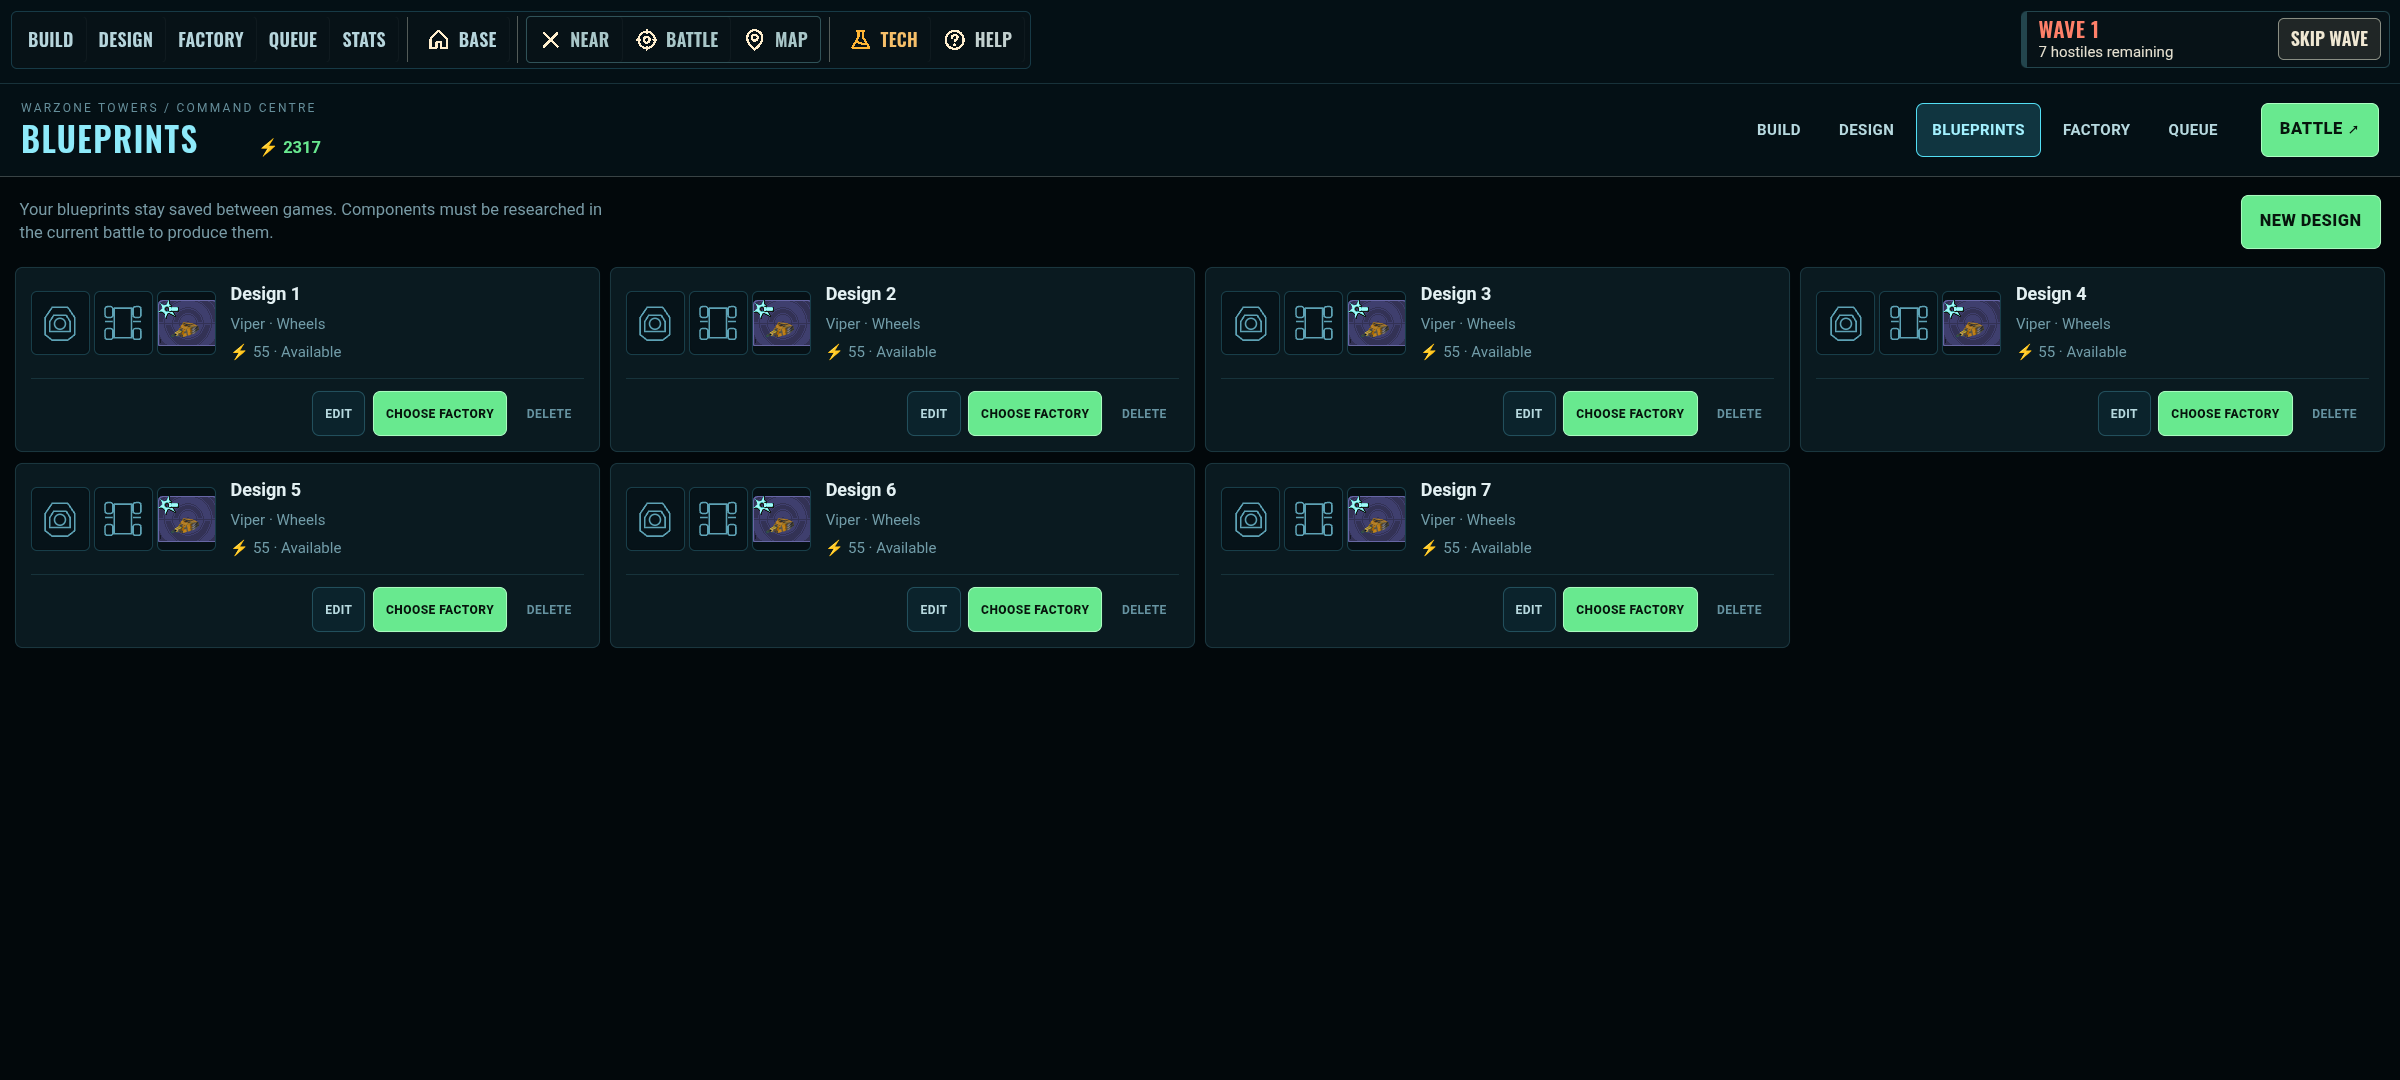 BUILD DESIGN FACTORY QUEUE STATS BASE NEAR BATTLE MAP TECH HELP
WAVE 1
7 hostiles remaining
SKIP WAVE
WARZONE TOWERS / COMMAND CENTRE
BLUEPRINTS
⚡ 2317
BUILD DESIGN BLUEPRINTS FACTORY QUEUE BATTLE ↗
Your blueprints stay saved between games. Components must be researched in
the current battle to produce them.
NEW DESIGN
Design 1
Viper · Wheels
⚡ 55 · Available
EDIT CHOOSE FACTORY DELETE
Design 2
Viper · Wheels
⚡ 55 · Available
EDIT CHOOSE FACTORY DELETE
Design 3
Viper · Wheels
⚡ 55 · Available
EDIT CHOOSE FACTORY DELETE
Design 4
Viper · Wheels
⚡ 55 · Available
EDIT CHOOSE FACTORY DELETE
Design 5
Viper · Wheels
⚡ 55 · Available
EDIT CHOOSE FACTORY DELETE
Design 6
Viper · Wheels
⚡ 55 · Available
EDIT CHOOSE FACTORY DELETE
Design 7
Viper · Wheels
⚡ 55 · Available
EDIT CHOOSE FACTORY DELETE